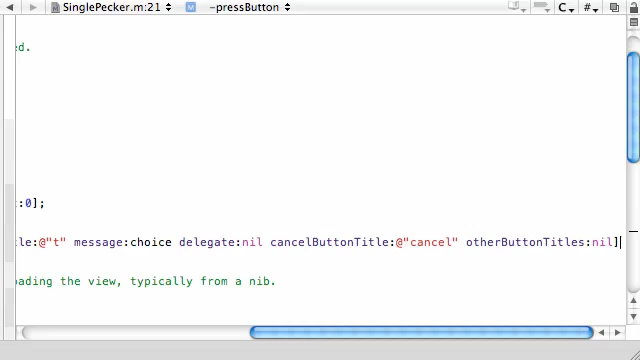 SinglePecker.m:21 M -pressButton C #
ed.
:0];
le:@"t" message:choice delegate:nil cancelButtonTitle:@"cancel" otherButtonTitles:nil]
ading the view, typically from a nib.